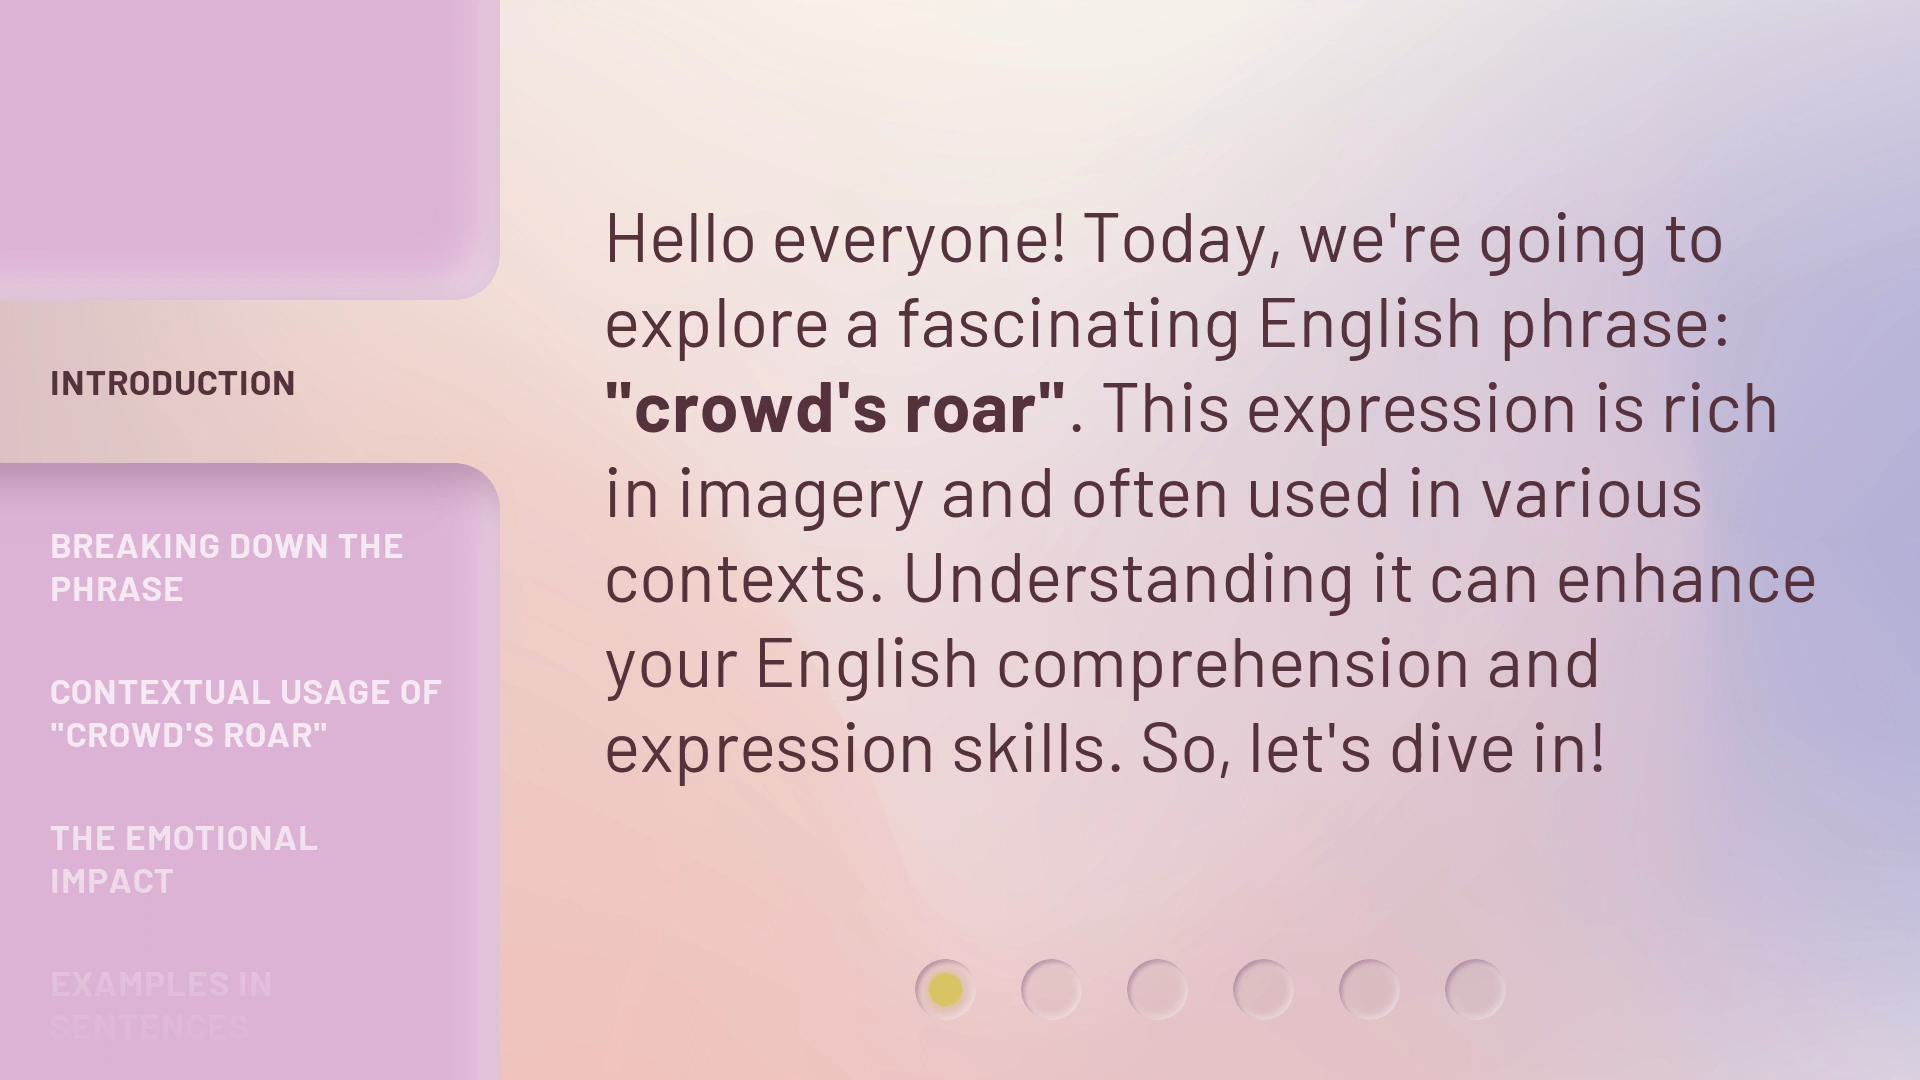 INTRODUCTION
BREAKING DOWN THE
PHRASE
CONTEXTUAL USAGE OF
"CROWD'S ROAR"
THE EMOTIONAL
IMPACT
EXAMPLES IN
SENTENCES
Hello everyone! Today, we're going to
explore a fascinating English phrase:
"crowd's roar". This expression is rich
in imagery and often used in various
contexts. Understanding it can enhance
your English comprehension and
expression skills. So, let's dive in!